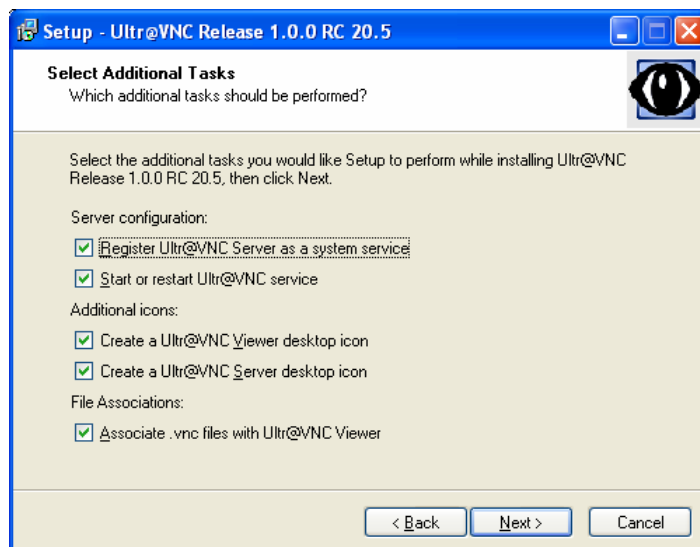 Setup - Ultr@VNC Release 1.0.0 RC 20.5
Select Additional Tasks
Which additional tasks should be performed?
Select the additional tasks you would like Setup to perform while installing Ultr@VNC
Release 1.0.0 RC 20.5, then click Next.
Server configuration:
Register Ultr@VNC Server as a system service
Start or restart Ultr@VNC service
Additional icons:
Create a Ultr@VNC Viewer desktop icon
Create a Ultr@VNC Server desktop icon
File Associations:
Associate .vnc files with Ultr@VNC Viewer
< Back Next > Cancel